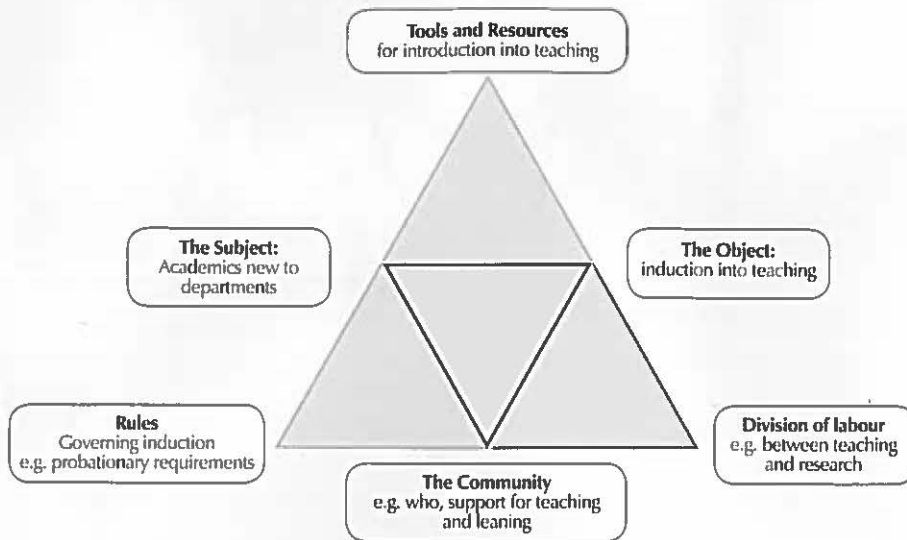 Tools and Resources
for introduction into teaching
The Subject:
Academics new to
departments
The Object:
induction into teaching
Rules
Governing induction
e.g. probationary requirements
The Community
e.g. who, support for teaching
and leaning
Division of labour
e.g. between teaching
and research